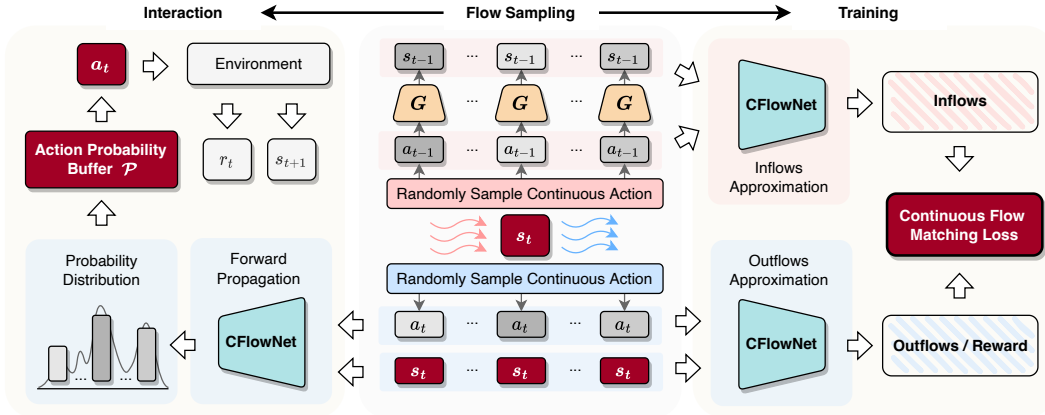 Interaction
Flow Sampling
Training
a_t
Environment
r_t
s_{t+1}
Action Probability
Buffer 𝒫
Probability
Distribution
... ...
Forward
Propagation
CFlowNet
s_{t-1} ... s_{t-1} ... s_{t-1}
G ... G ... G
a_{t-1} ... a_{t-1} ... a_{t-1}
Randomly Sample Continuous Action
s_t
Randomly Sample Continuous Action
a_t ... a_t ... a_t
s_t ... s_t ... s_t
CFlowNet
Inflows
Approximation
Inflows
Continuous Flow
Matching Loss
Outflows
Approximation
CFlowNet
Outflows / Reward